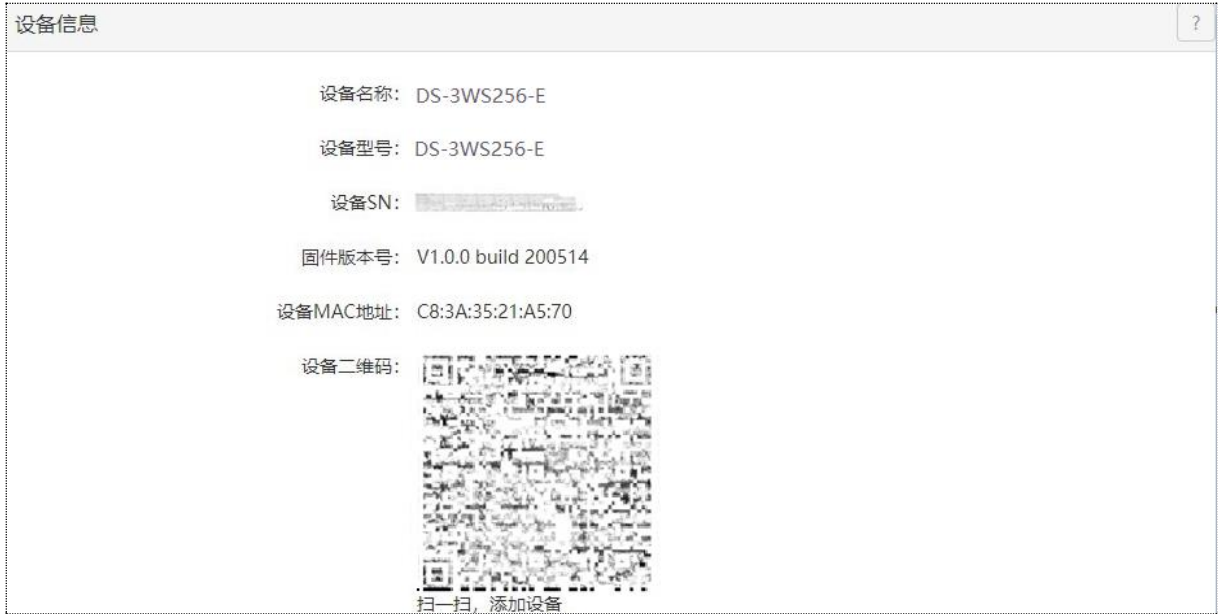 设备信息
?
设备名称： DS-3WS256-E
设备型号： DS-3WS256-E
设备SN：
固件版本号： V1.0.0 build 200514
设备MAC地址： C8:3A:35:21:A5:70
设备二维码：
扫一扫，添加设备